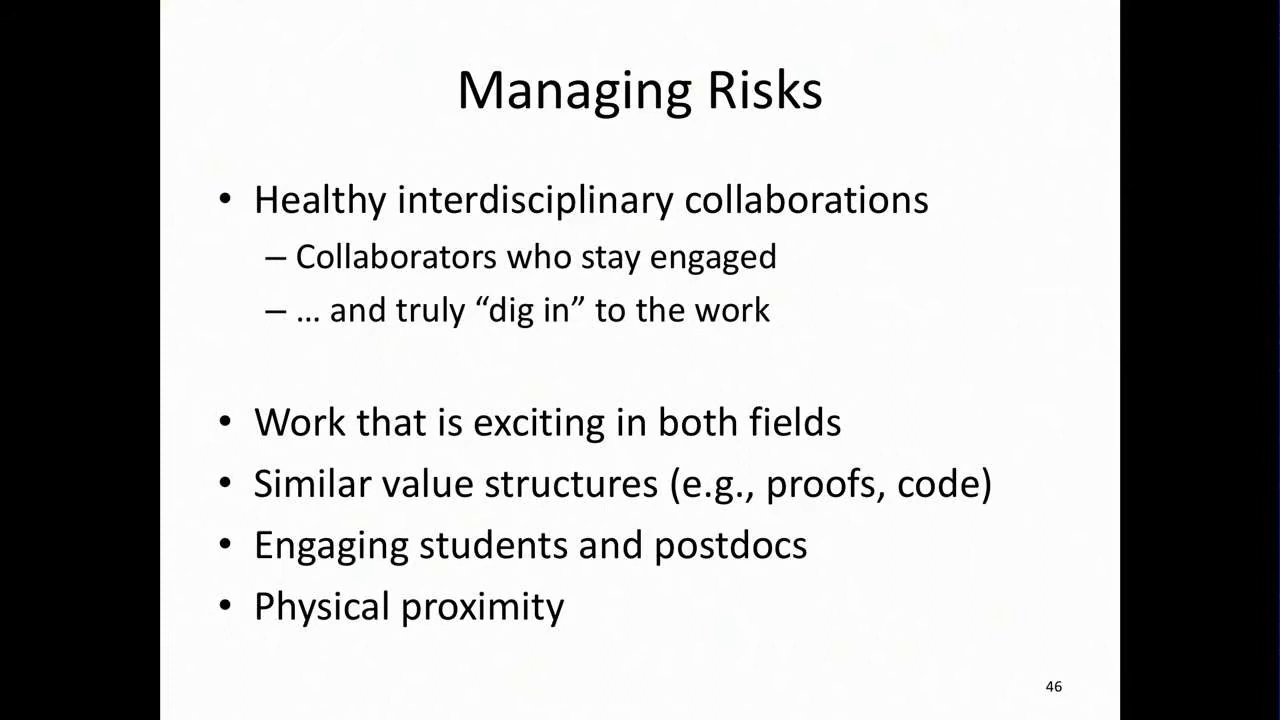 Managing Risks
• Healthy interdisciplinary collaborations
– Collaborators who stay engaged
– … and truly “dig in” to the work
• Work that is exciting in both fields
• Similar value structures (e.g., proofs, code)
• Engaging students and postdocs
• Physical proximity
46